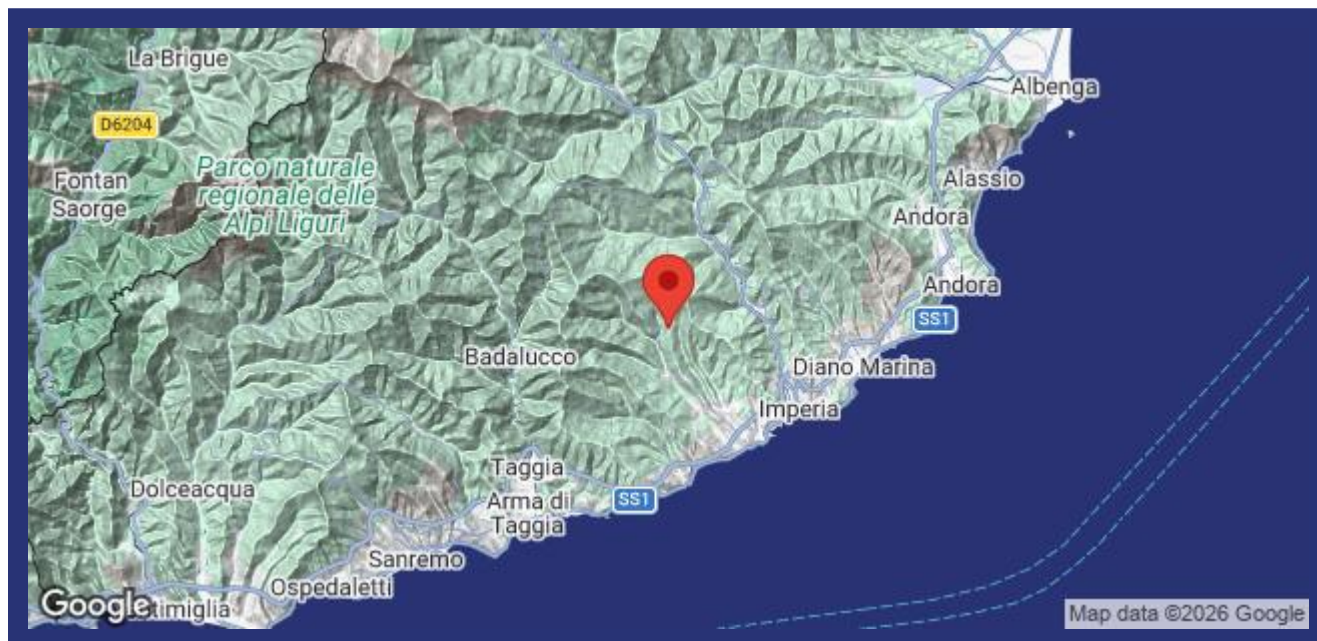 La Brigue
Albenga
D6204
Parco naturale
regionale delle
Alpi Liguri
Fontan
Saorge
Alassio
Andora
Andora
SS1
Badalucco
Diano Marina
Imperia
Taggia
Dolceacqua
SS1
Arma di
Taggia
Sanremo
Ospedaletti
Google
timiglia
Map data ©2026 Google